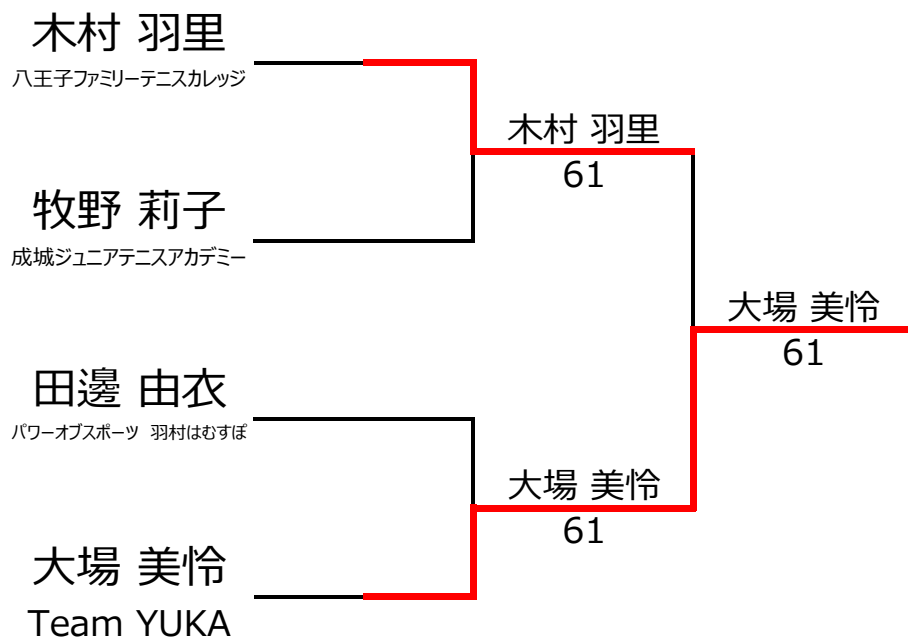 木村 羽里
八王子ファミリーテニスカレッジ
木村 羽里
61
牧野 莉子
成城ジュニアテニスアカデミー
大場 美怜
61
田邊 由衣
パワーオブスポーツ 羽村はむすぽ
大場 美怜
61
大場 美怜
Team YUKA